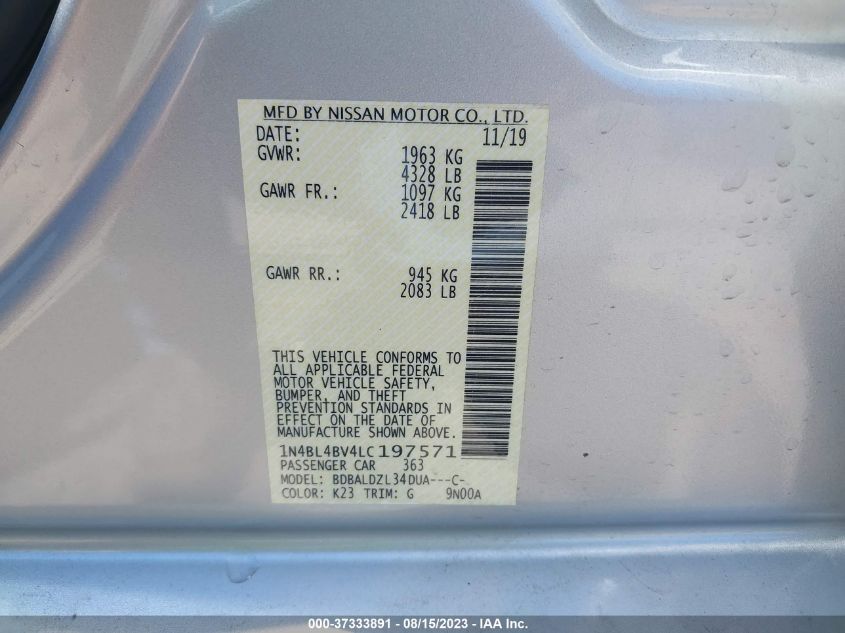 MFD BY NISSAN MOTOR CO., LTD.
DATE: 11/19
GVWR: 1963 KG
4328 LB
GAWR FR.: 1097 KG
2418 LB
GAWR RR.: 945 KG
2083 LB
THIS VEHICLE CONFORMS TO
ALL APPLICABLE FEDERAL
MOTOR VEHICLE SAFETY,
BUMPER, AND THEFT
PREVENTION STANDARDS IN
EFFECT ON THE DATE OF
MANUFACTURE SHOWN ABOVE.
1N4BL4BV4LC197571
PASSENGER CAR 363
MODEL: BDBALDZL34DUA---C-
COLOR: K23 TRIM: G 9N00A
000-37333891 - 08/15/2023 - IAA Inc.